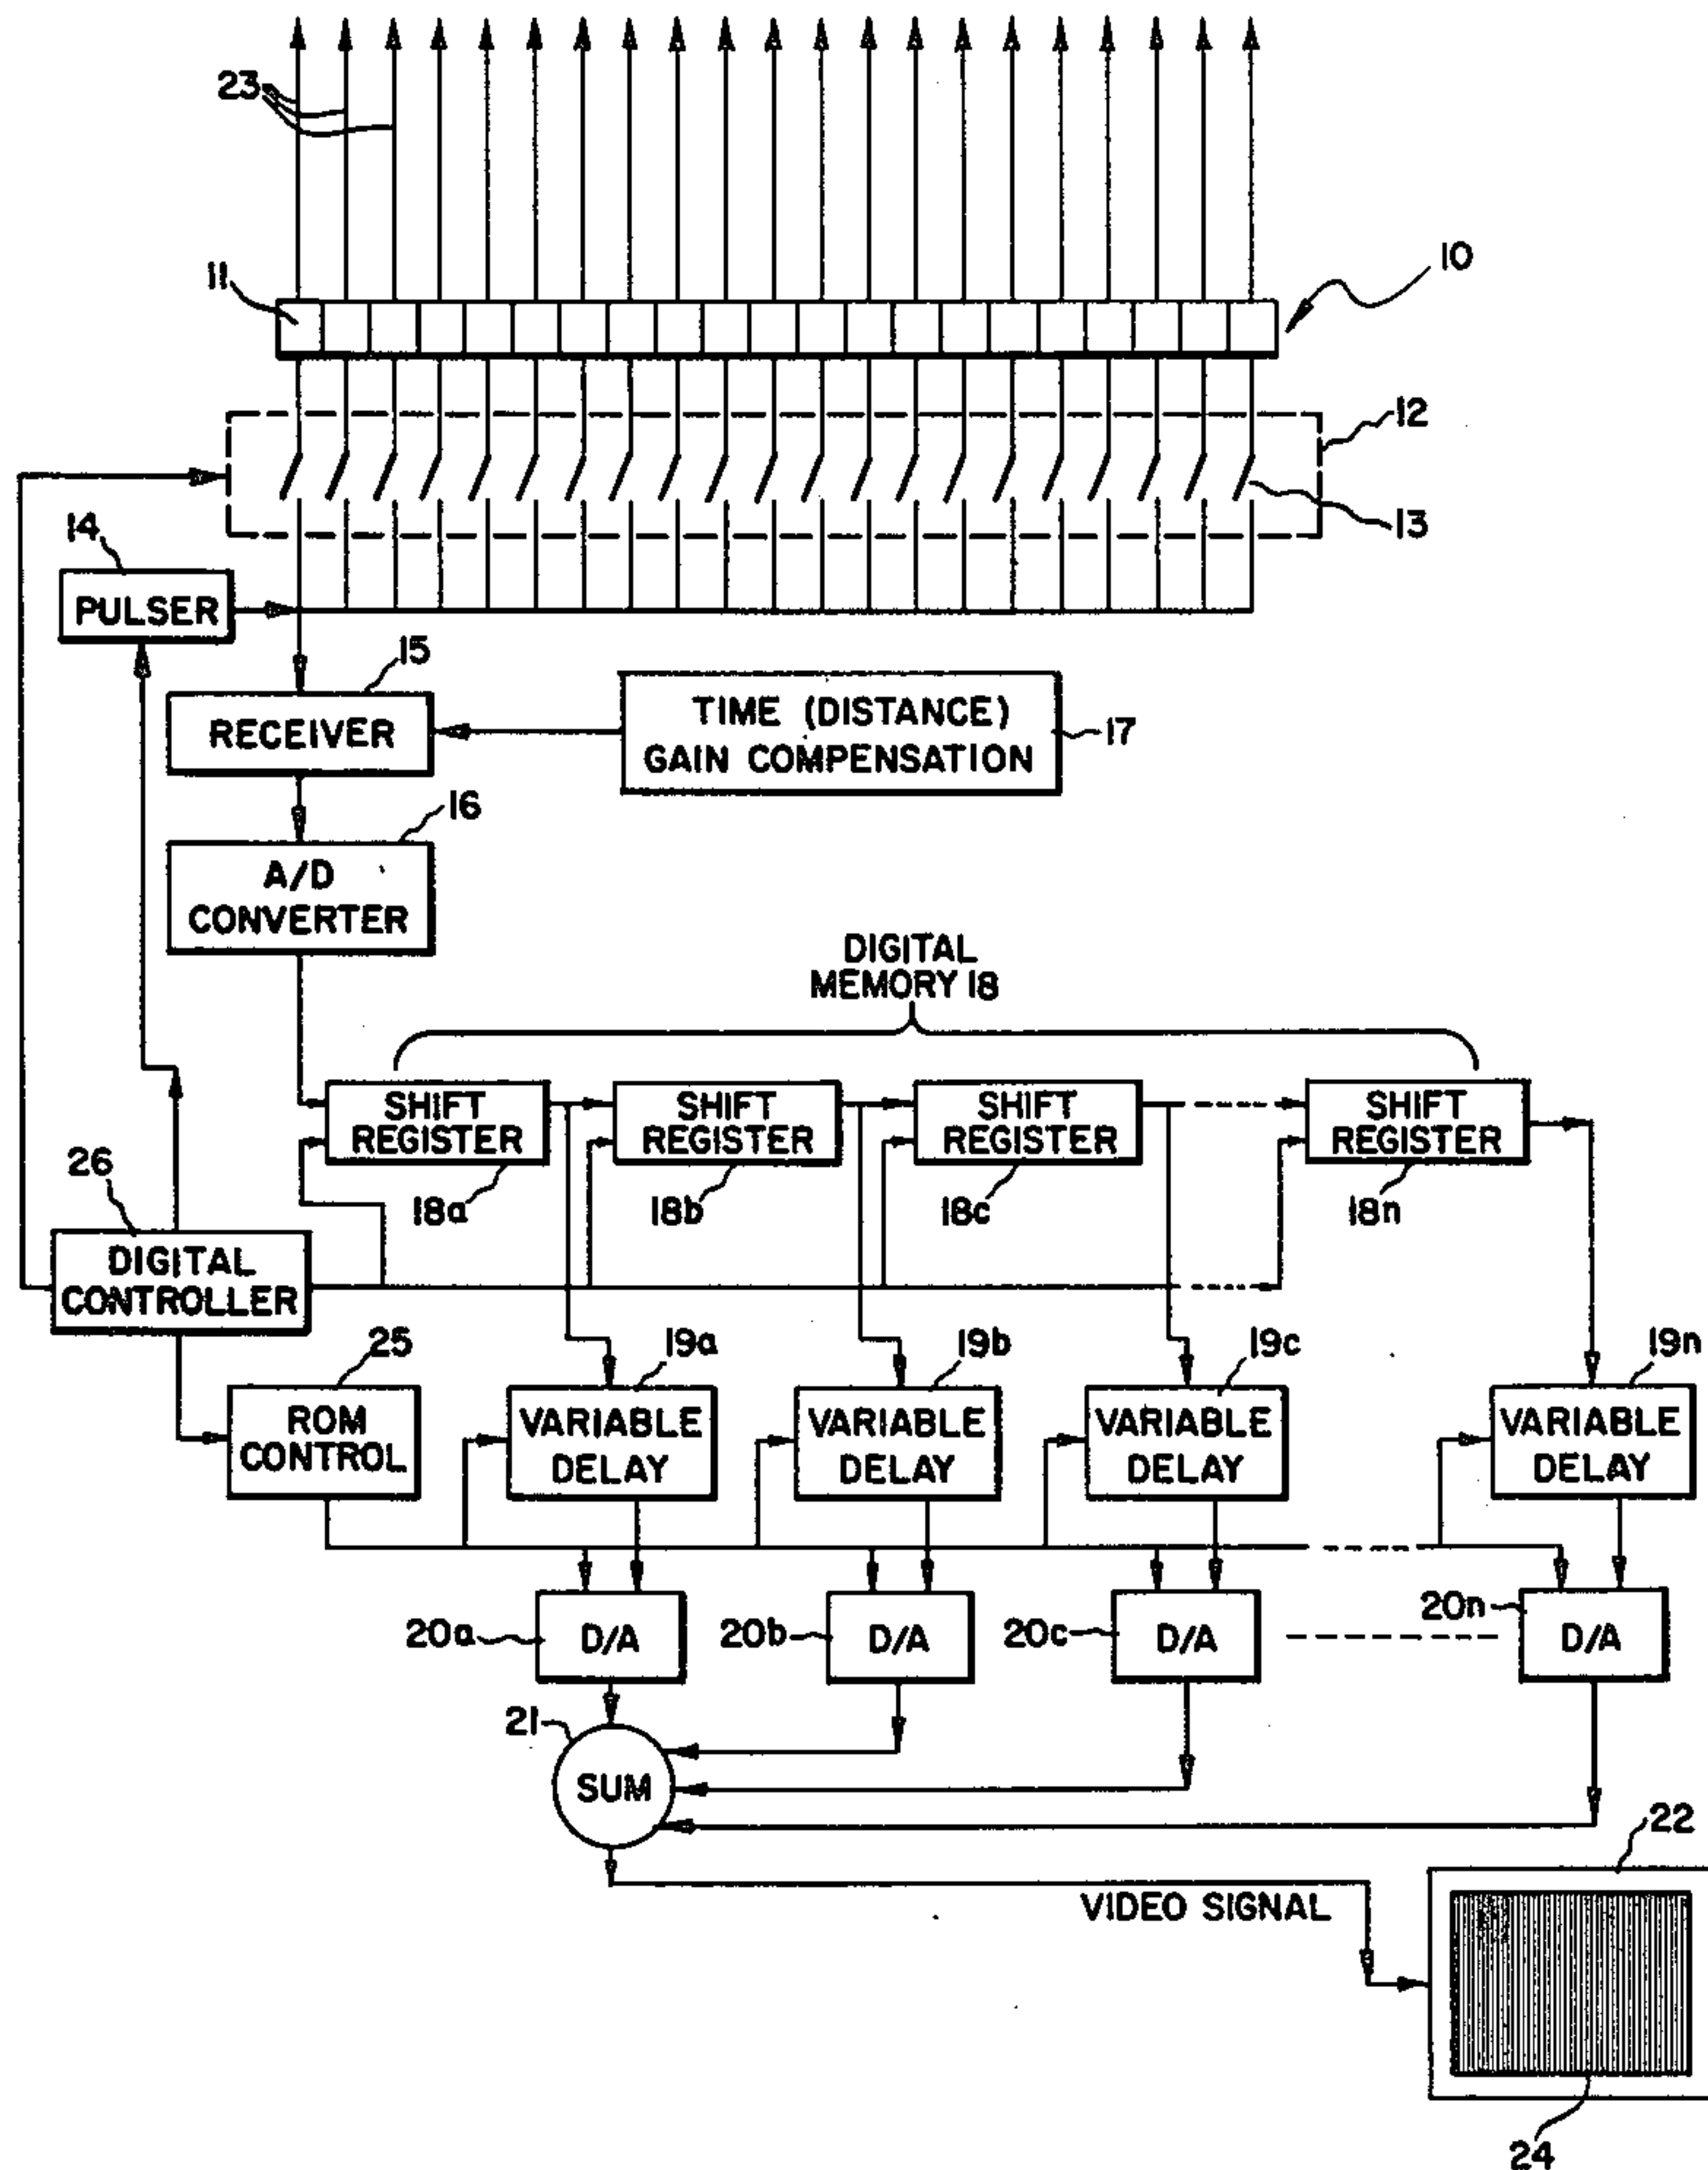 23
11
10
12
13
14
PULSER
15
RECEIVER
TIME (DISTANCE)
GAIN COMPENSATION
17
16
A/D
CONVERTER
DIGITAL
MEMORY 18
SHIFT
REGISTER
SHIFT
REGISTER
SHIFT
REGISTER
SHIFT
REGISTER
18a
18b
18c
18n
26
DIGITAL
CONTROLLER
25
ROM
CONTROL
19a
19b
19c
19n
VARIABLE
DELAY
VARIABLE
DELAY
VARIABLE
DELAY
VARIABLE
DELAY
20a
D/A
20b
D/A
20c
D/A
20n
D/A
21
SUM
22
VIDEO SIGNAL
24